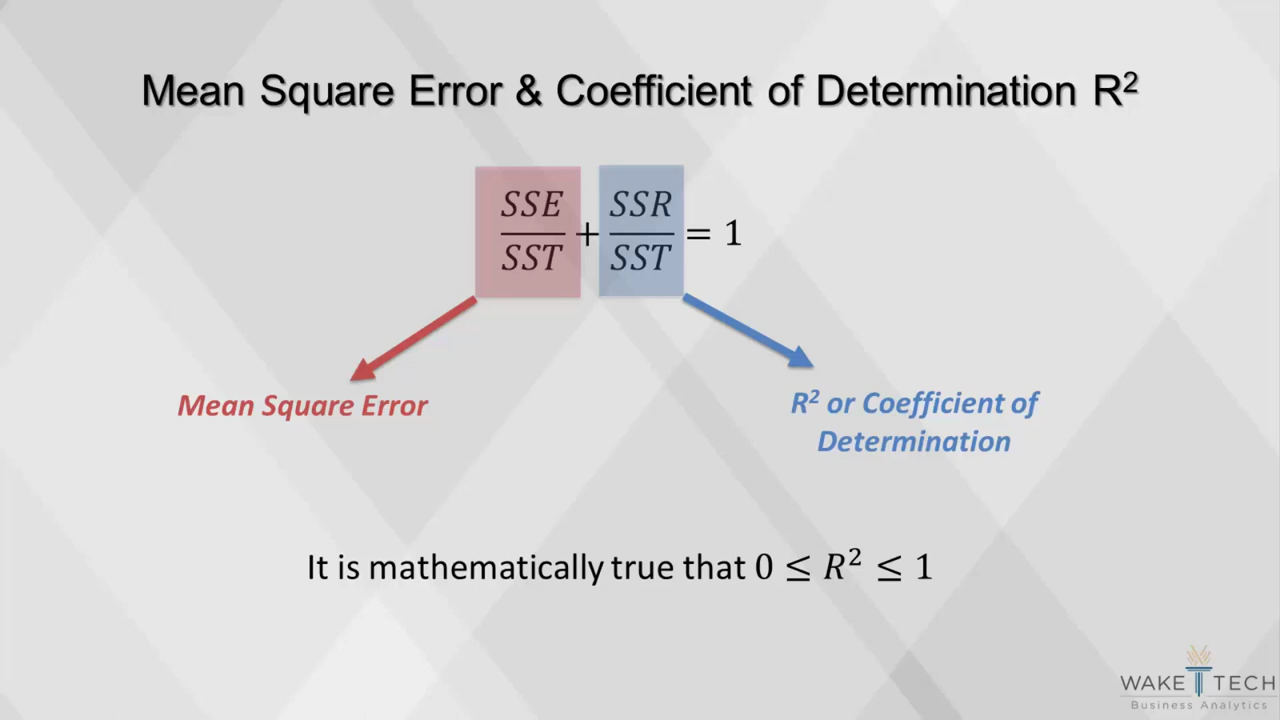 Mean Square Error & Coefficient of Determination R²
SSE/SST + SSR/SST = 1
Mean Square Error
R² or Coefficient of
Determination
It is mathematically true that 0 ≤ R² ≤ 1
WAKE TECH
Business Analytics